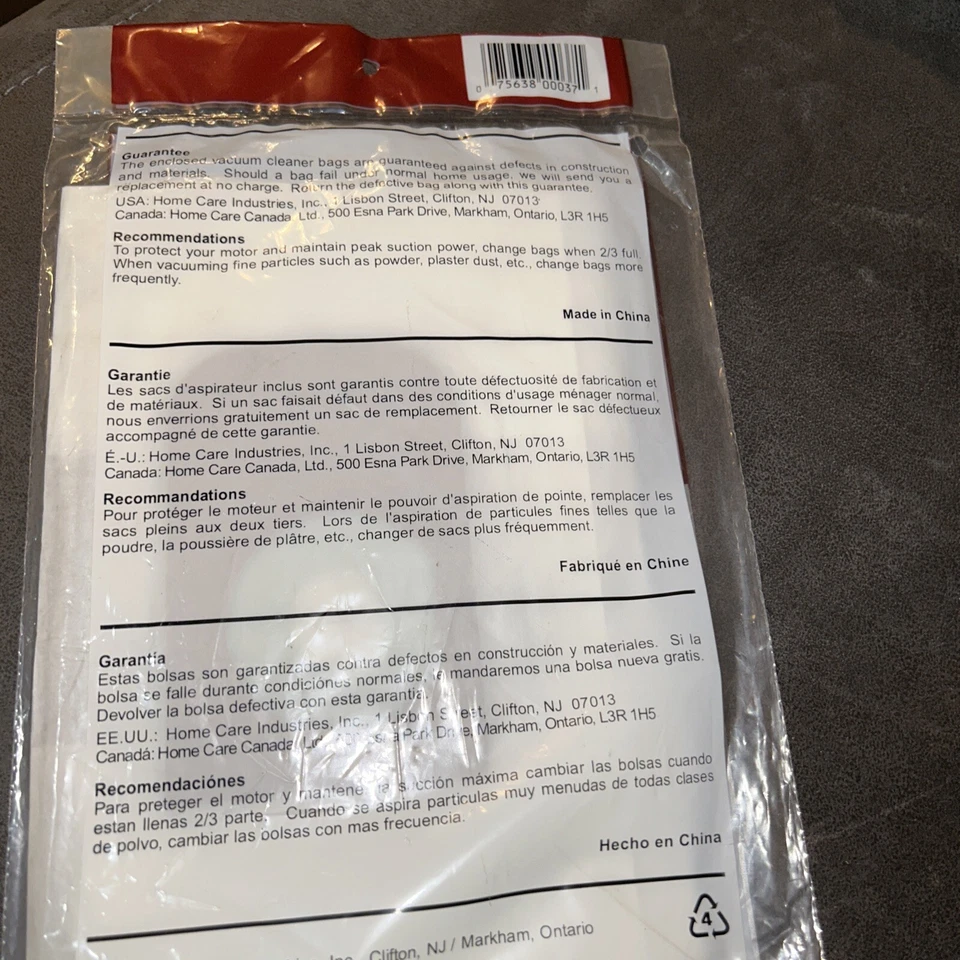 0 75638 00037 1
Guarantee
The enclosed vacuum cleaner bags are guaranteed against defects in construction
and materials. Should a bag fail under normal home usage, we will send you a
replacement at no charge. Return the defective bag along with this guarantee.
USA: Home Care Industries, Inc., 1 Lisbon Street, Clifton, NJ 07013
Canada: Home Care Canada, Ltd., 500 Esna Park Drive, Markham, Ontario, L3R 1H5
Recommendations
To protect your motor and maintain peak suction power, change bags when 2/3 full.
When vacuuming fine particles such as powder, plaster dust, etc., change bags more
frequently.
Made in China
Garantie
Les sacs d'aspirateur inclus sont garantis contre toute défectuosité de fabrication et
de matériaux. Si un sac faisait défaut dans des conditions d'usage ménager normal,
nous enverrions gratuitement un sac de remplacement. Retourner le sac défectueux
accompagné de cette garantie.
É.-U.: Home Care Industries, Inc., 1 Lisbon Street, Clifton, NJ 07013
Canada: Home Care Canada, Ltd., 500 Esna Park Drive, Markham, Ontario, L3R 1H5
Recommandations
Pour protéger le moteur et maintenir le pouvoir d'aspiration de pointe, remplacer les
sacs pleins aux deux tiers. Lors de l'aspiration de particules fines telles que la
poudre, la poussière de plâtre, etc., changer de sacs plus fréquemment.
Fabriqué en Chine
Garantía
Estas bolsas son garantizadas contra defectos en construcción y materiales. Si la
bolsa se falle durante condiciónes normales, le mandaremos una bolsa nueva gratis.
Devolver la bolsa defectiva con esta garantia.
EE.UU.: Home Care Industries, Inc., 1 Lisbon Street, Clifton, NJ 07013
Canadá: Home Care Canada, Park Drive, Markham, Ontario, L3R 1H5
Recomendaciónes
Para preteger el motor y mantener la succión máxima cambiar las bolsas cuando
estan llenas 2/3 parte. Cuando se aspira particulas muy menudas de todas clases
de polvo, cambiar las bolsas con mas frecuencia.
Hecho en China
4
Inc., Clifton, NJ / Markham, Ontario